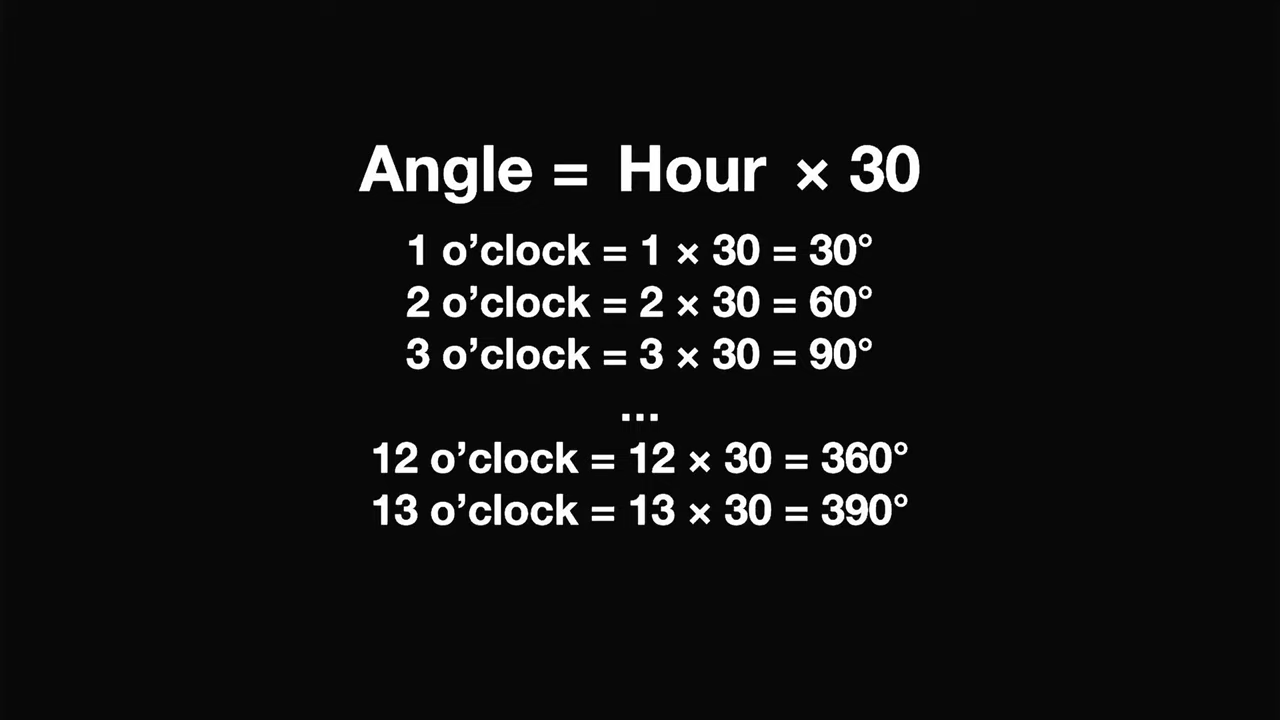 Angle = Hour × 30
1 o’clock = 1 × 30 = 30°
2 o’clock = 2 × 30 = 60°
3 o’clock = 3 × 30 = 90°
...
12 o’clock = 12 × 30 = 360°
13 o’clock = 13 × 30 = 390°